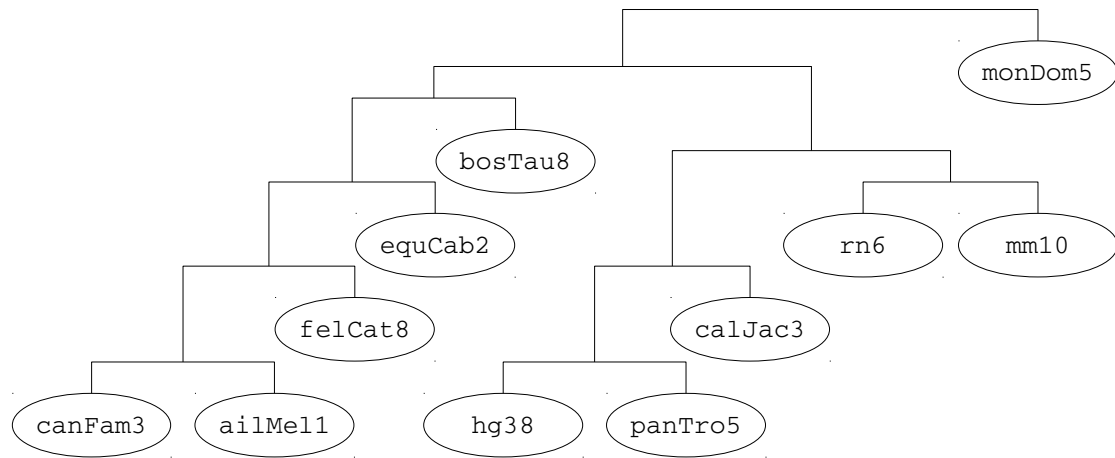 monDom5
bosTau8
equCab2
rn6
mm10
felCat8
calJac3
canFam3
ailMel1
hg38
panTro5